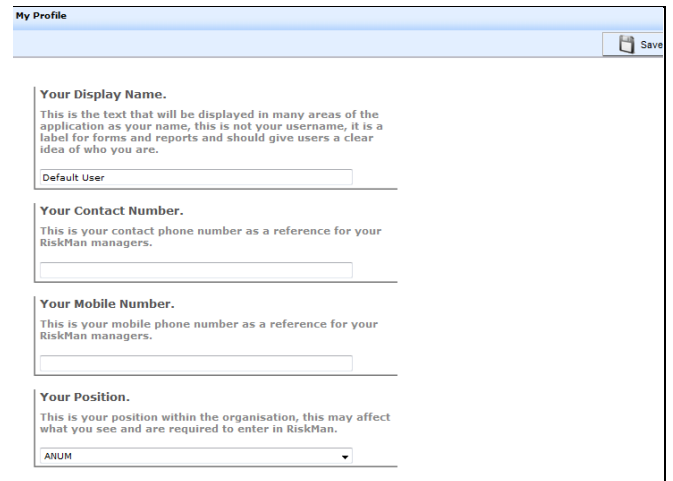 My Profile
Save
Your Display Name.
This is the text that will be displayed in many areas of the
application as your name, this is not your username, it is a
label for forms and reports and should give users a clear
idea of who you are.
Default User
Your Contact Number.
This is your contact phone number as a reference for your
RiskMan managers.
Your Mobile Number.
This is your mobile phone number as a reference for your
RiskMan managers.
Your Position.
This is your position within the organisation, this may affect
what you see and are required to enter in RiskMan.
ANUM